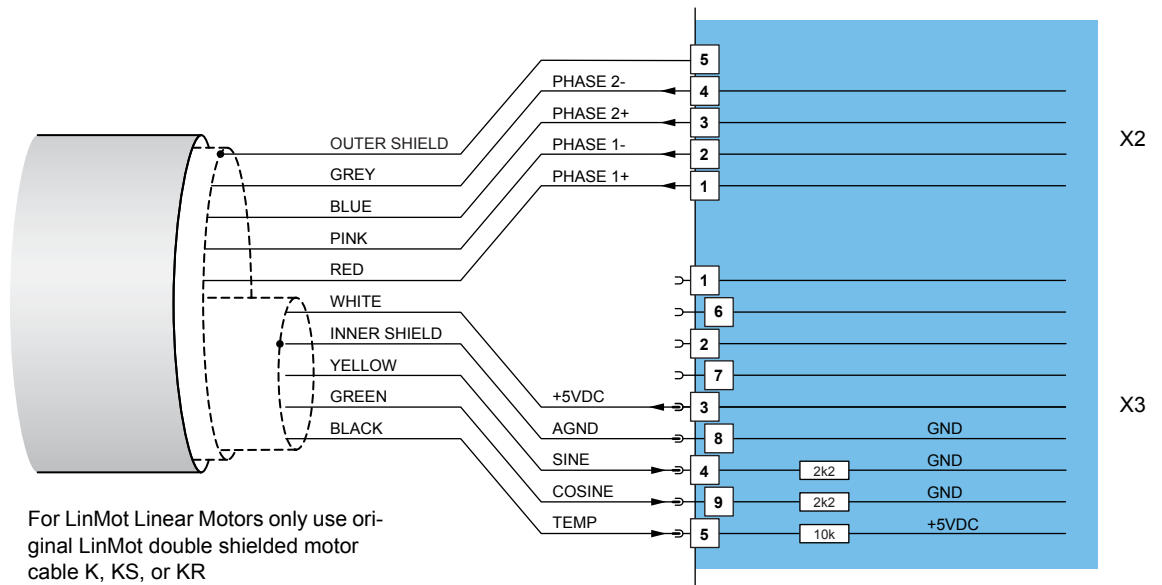 5
PHASE 2- 4
PHASE 2+ 3
X2
OUTER SHIELD PHASE 1- 2
GREY PHASE 1+ 1
BLUE
PINK
RED 1
WHITE 6
INNER SHIELD 2
YELLOW 7
GREEN +5VDC 3
X3
BLACK AGND 8 GND
SINE 4 2k2 GND
COSINE 9 2k2 GND
TEMP 5 10k +5VDC
For LinMot Linear Motors only use ori-
ginal LinMot double shielded motor
cable K, KS, or KR